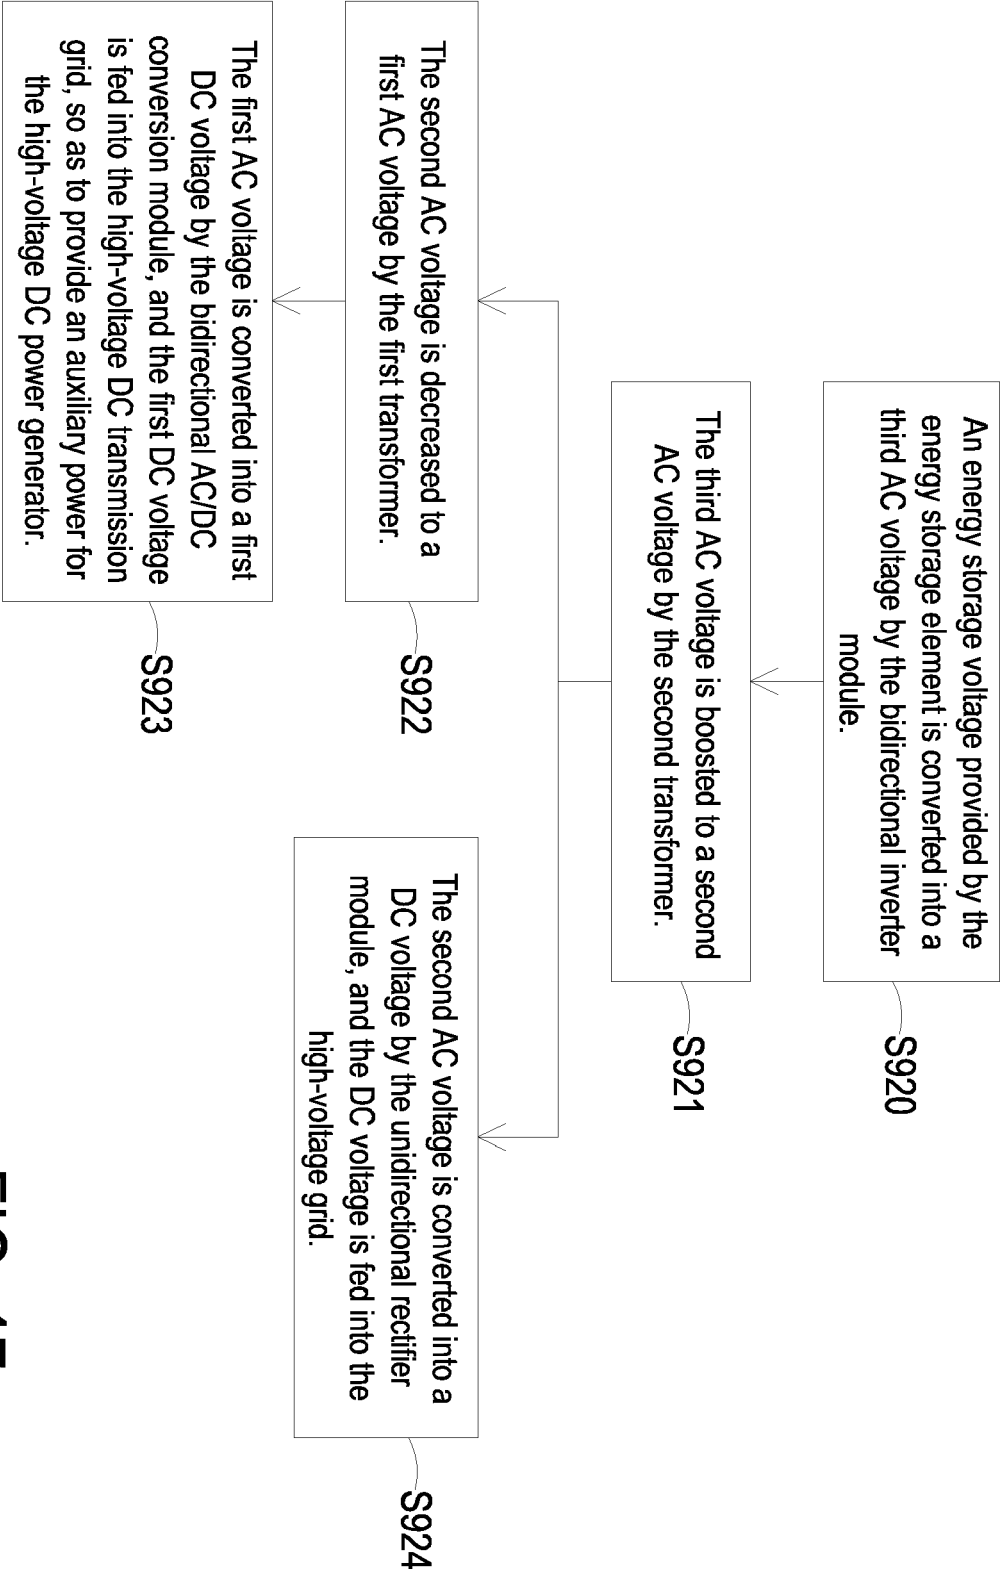 An energy storage voltage provided by the
energy storage element is converted into a
third AC voltage by the bidirectional inverter
module.
S920
The third AC voltage is boosted to a second
AC voltage by the second transformer.
S921
The second AC voltage is decreased to a
first AC voltage by the first transformer.
S922
The first AC voltage is converted into a first
DC voltage by the bidirectional AC/DC
conversion module, and the first DC voltage
is fed into the high-voltage DC transmission
grid, so as to provide an auxiliary power for
the high-voltage DC power generator.
S923
The second AC voltage is converted into a
DC voltage by the unidirectional rectifier
module, and the DC voltage is fed into the
high-voltage grid.
S924